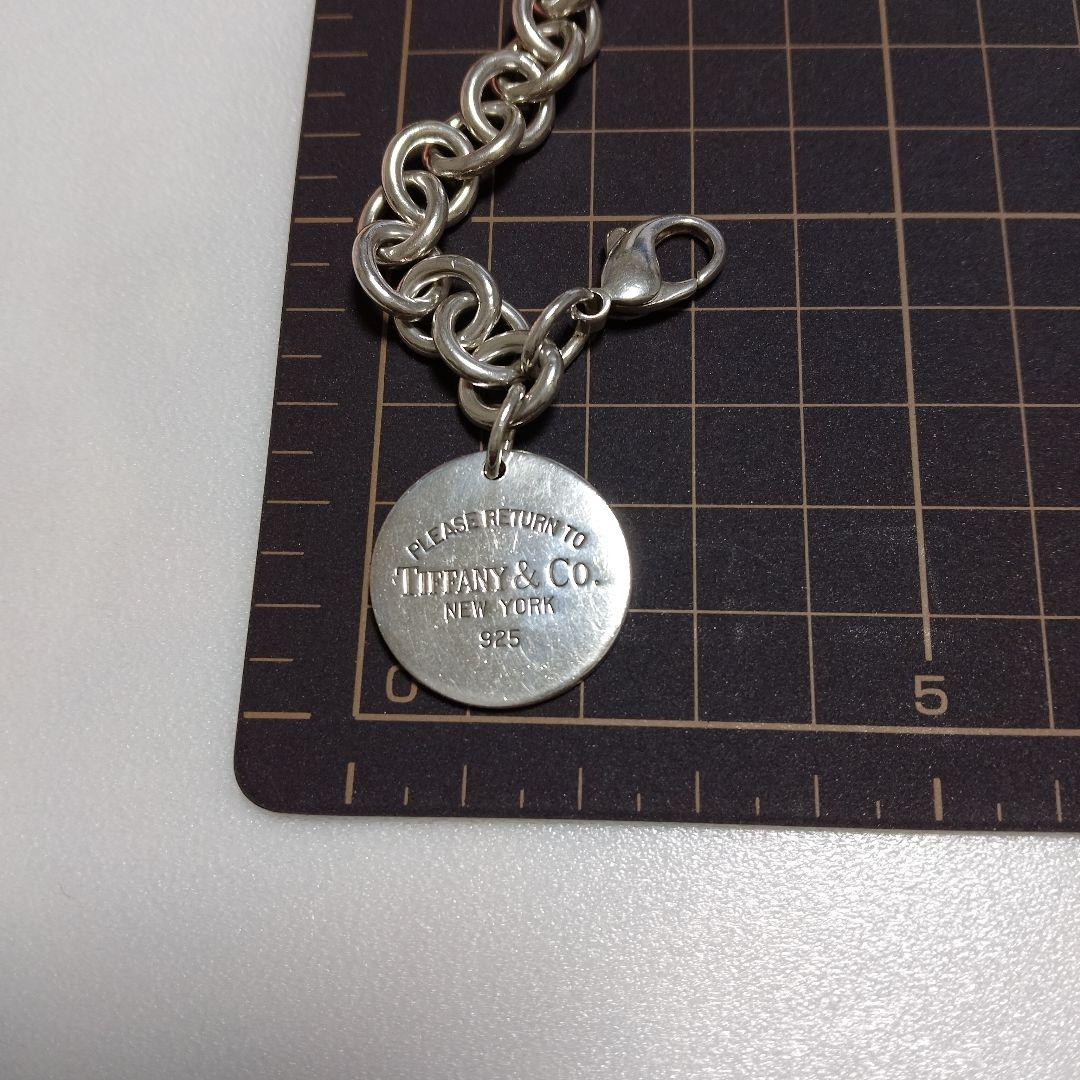 PLEASE RETURN TO
TIFFANY & CO.
NEW YORK
925
0 5